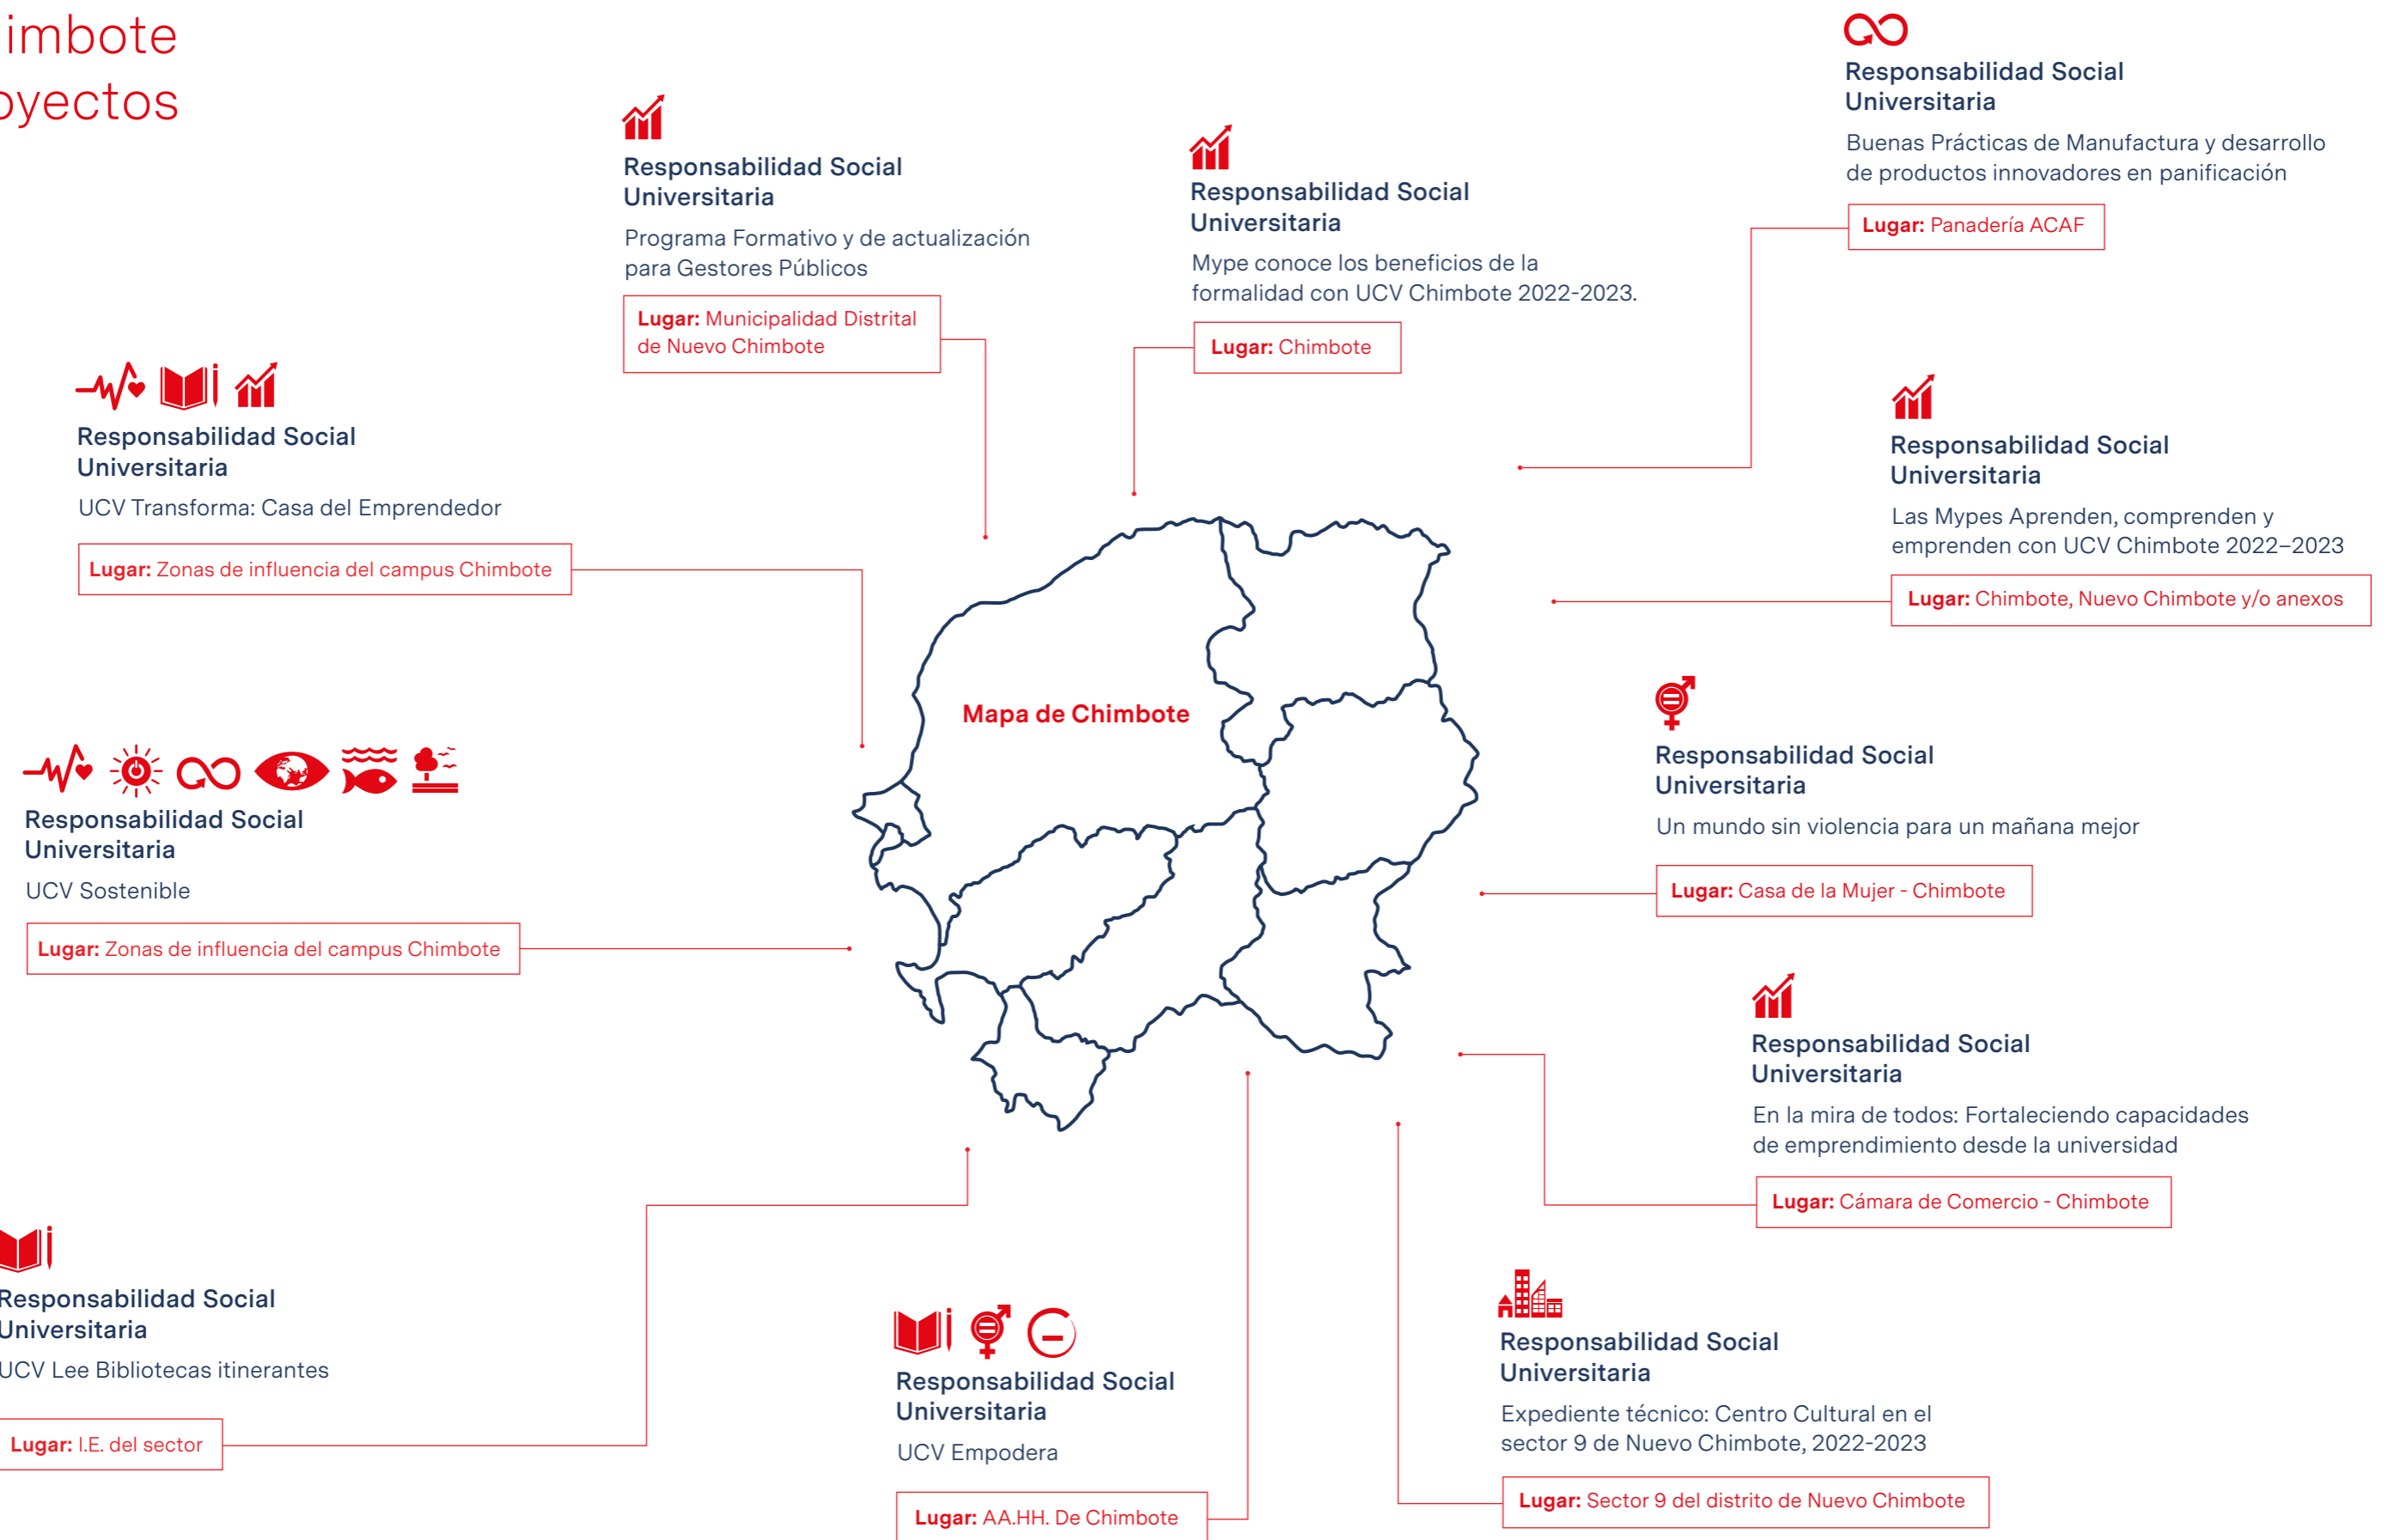 imbote
oyectos
Responsabilidad Social
Universitaria
Programa Formativo y de actualización
para Gestores Públicos
Lugar: Municipalidad Distrital
de Nuevo Chimbote
Responsabilidad Social
Universitaria
Mype conoce los beneficios de la
formalidad con UCV Chimbote 2022-2023.
Lugar: Chimbote
Responsabilidad Social
Universitaria
Buenas Prácticas de Manufactura y desarrollo
de productos innovadores en panificación
Lugar: Panadería ACAF
Responsabilidad Social
Universitaria
UCV Transforma: Casa del Emprendedor
Lugar: Zonas de influencia del campus Chimbote
Responsabilidad Social
Universitaria
Las Mypes Aprenden, comprenden y
emprenden con UCV Chimbote 2022–2023
Lugar: Chimbote, Nuevo Chimbote y/o anexos
Mapa de Chimbote
Responsabilidad Social
Universitaria
UCV Sostenible
Lugar: Zonas de influencia del campus Chimbote
Responsabilidad Social
Universitaria
Un mundo sin violencia para un mañana mejor
Lugar: Casa de la Mujer - Chimbote
Responsabilidad Social
Universitaria
En la mira de todos: Fortaleciendo capacidades
de emprendimiento desde la universidad
Lugar: Cámara de Comercio - Chimbote
Responsabilidad Social
Universitaria
UCV Lee Bibliotecas itinerantes
Lugar: I.E. del sector
Responsabilidad Social
Universitaria
UCV Empodera
Lugar: AA.HH. De Chimbote
Responsabilidad Social
Universitaria
Expediente técnico: Centro Cultural en el
sector 9 de Nuevo Chimbote, 2022-2023
Lugar: Sector 9 del distrito de Nuevo Chimbote